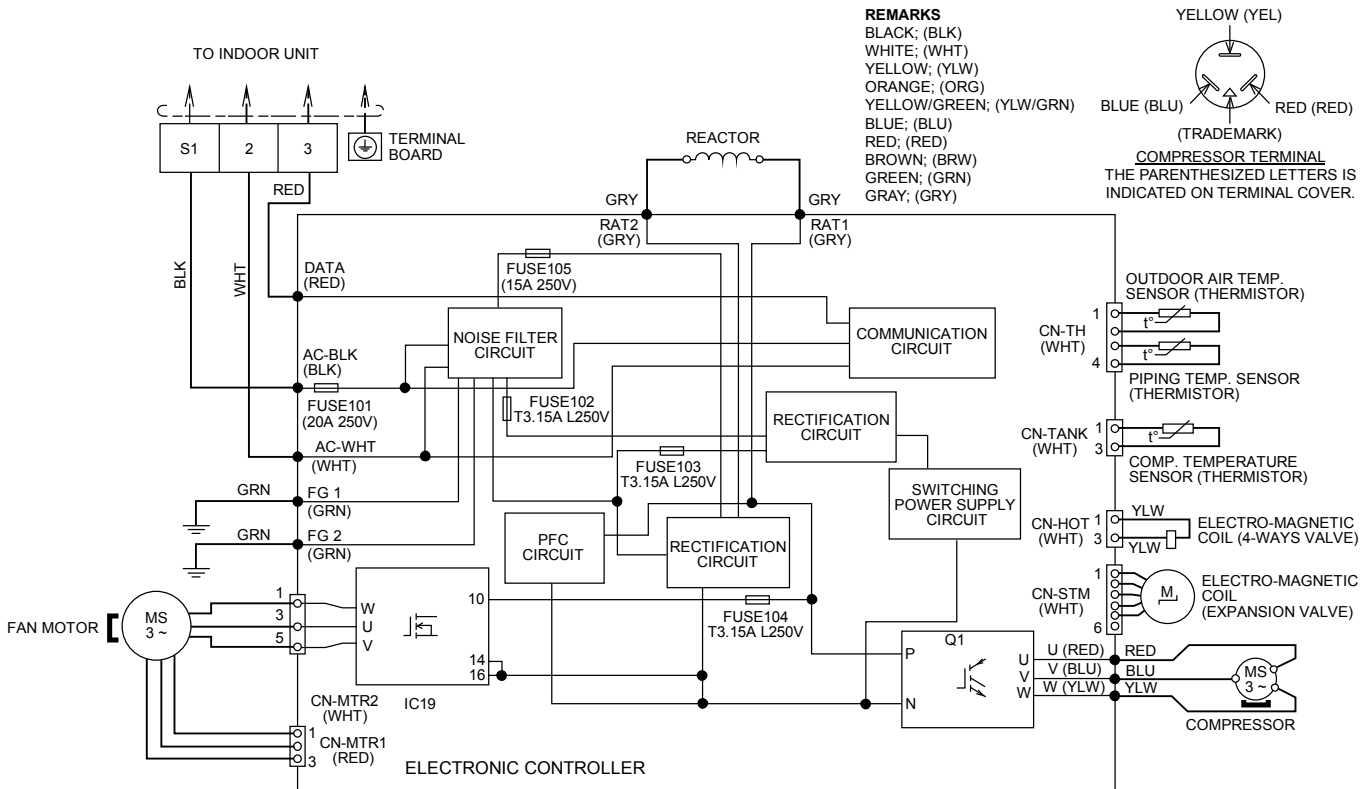 REMARKS
BLACK; (BLK)
WHITE; (WHT)
YELLOW; (YLW)
ORANGE; (ORG)
YELLOW/GREEN; (YLW/GRN)
BLUE; (BLU)
RED; (RED)
BROWN; (BRW)
GREEN; (GRN)
GRAY; (GRY)
YELLOW (YEL)
BLUE (BLU)
RED (RED)
(TRADEMARK)
COMPRESSOR TERMINAL
THE PARENTHESIZED LETTERS IS
INDICATED ON TERMINAL COVER.
TO INDOOR UNIT
S1
2
3
TERMINAL
BOARD
RED
BLK
WHT
REACTOR
GRY
GRY
RAT2
(GRY)
RAT1
(GRY)
DATA
(RED)
FUSE105
(15A 250V)
NOISE FILTER
CIRCUIT
COMMUNICATION
CIRCUIT
AC-BLK
(BLK)
FUSE101
(20A 250V)
FUSE102
T3.15A L250V
RECTIFICATION
CIRCUIT
AC-WHT
(WHT)
FUSE103
T3.15A L250V
SWITCHING
POWER SUPPLY
CIRCUIT
GRN
FG 1
(GRN)
GRN
FG 2
(GRN)
PFC
CIRCUIT
RECTIFICATION
CIRCUIT
FAN MOTOR
MS
3 ~
1
3
5
W
U
V
10
14
16
IC19
FUSE104
T3.15A L250V
CN-MTR2
(WHT)
1
3
CN-MTR1
(RED)
ELECTRONIC CONTROLLER
Q1
P
N
U
V
W
U (RED)
V (BLU)
W (YLW)
RED
BLU
YLW
MS
3 ~
COMPRESSOR
OUTDOOR AIR TEMP.
SENSOR (THERMISTOR)
CN-TH
(WHT)
1
4
t°
t°
PIPING TEMP. SENSOR
(THERMISTOR)
CN-TANK
(WHT)
1
3
t°
COMP. TEMPERATURE
SENSOR (THERMISTOR)
CN-HOT
(WHT)
1
3
YLW
YLW
ELECTRO-MAGNETIC
COIL (4-WAYS VALVE)
CN-STM
(WHT)
1
6
M
ELECTRO-MAGNETIC
COIL
(EXPANSION VALVE)